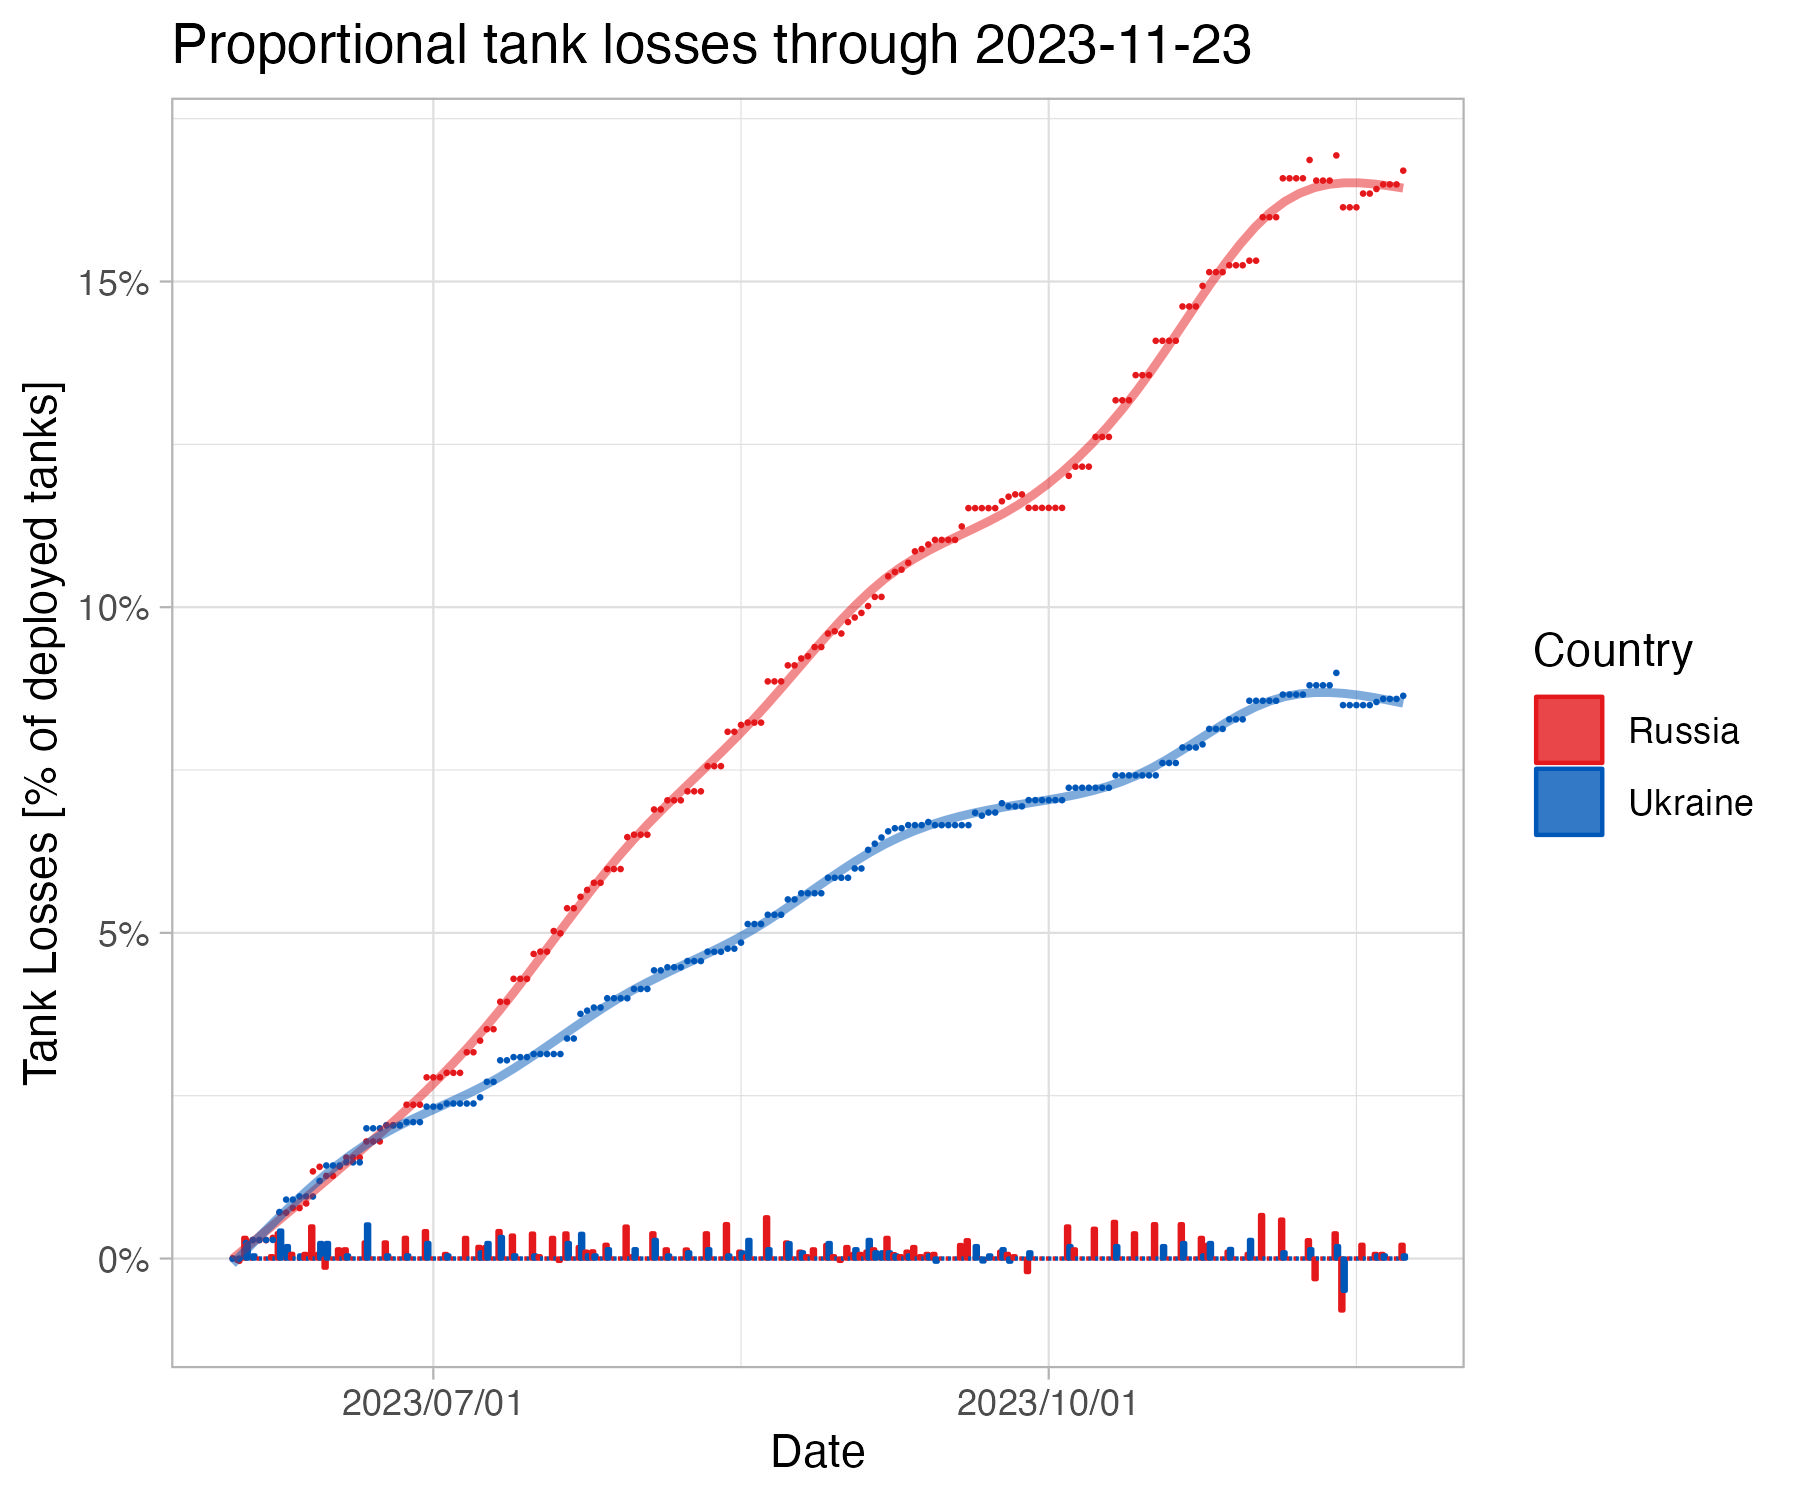 Proportional tank losses through 2023-11-23
Tank Losses [% of deployed tanks]
15%
10%
5%
0%
2023/07/01
2023/10/01
Date
Country
Russia
Ukraine